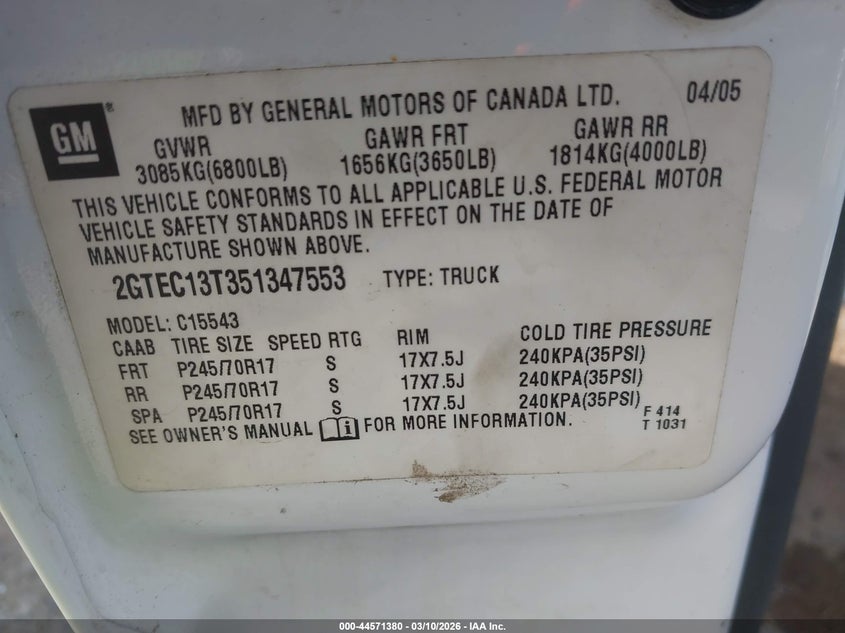 GM ®
MFD BY GENERAL MOTORS OF CANADA LTD. 04/05
GVWR GAWR FRT GAWR RR
3085KG(6800LB) 1656KG(3650LB) 1814KG(4000LB)
THIS VEHICLE CONFORMS TO ALL APPLICABLE U.S. FEDERAL MOTOR
VEHICLE SAFETY STANDARDS IN EFFECT ON THE DATE OF
MANUFACTURE SHOWN ABOVE.
2GTEC13T351347553 TYPE: TRUCK
MODEL: C15543
CAAB TIRE SIZE SPEED RTG RIM COLD TIRE PRESSURE
FRT P245/70R17 S 17X7.5J 240KPA(35PSI)
RR P245/70R17 S 17X7.5J 240KPA(35PSI)
SPA P245/70R17 S 17X7.5J 240KPA(35PSI)
SEE OWNER'S MANUAL i FOR MORE INFORMATION.
F 414
T 1031
000-44571380 — 03/10/2026 — IAA Inc.